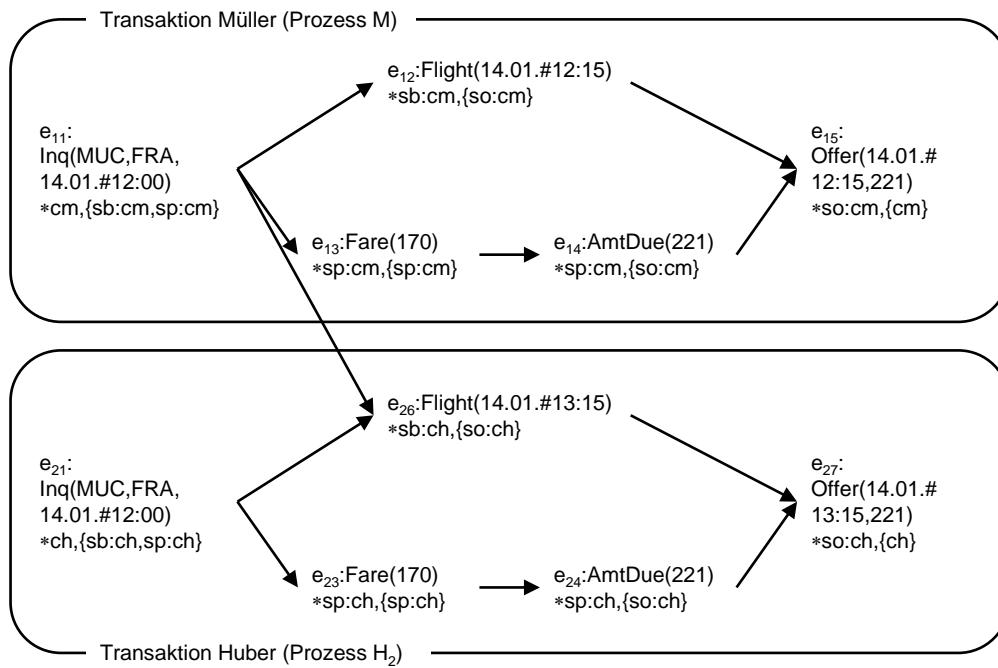 Transaktion Müller (Prozess M)
e₁₂:Flight(14.01.#12:15)
∗sb:cm,{so:cm}
e₁₁:
Inq(MUC,FRA,
14.01.#12:00)
∗cm,{sb:cm,sp:cm}
e₁₅:
Offer(14.01.#
12:15,221)
∗so:cm,{cm}
e₁₃:Fare(170)
∗sp:cm,{sp:cm}
e₁₄:AmtDue(221)
∗sp:cm,{so:cm}
e₂₆:Flight(14.01.#13:15)
∗sb:ch,{so:ch}
e₂₁:
Inq(MUC,FRA,
14.01.#12:00)
∗ch,{sb:ch,sp:ch}
e₂₇:
Offer(14.01.#
13:15,221)
∗so:ch,{ch}
e₂₃:Fare(170)
∗sp:ch,{sp:ch}
e₂₄:AmtDue(221)
∗sp:ch,{so:ch}
Transaktion Huber (Prozess H₂)